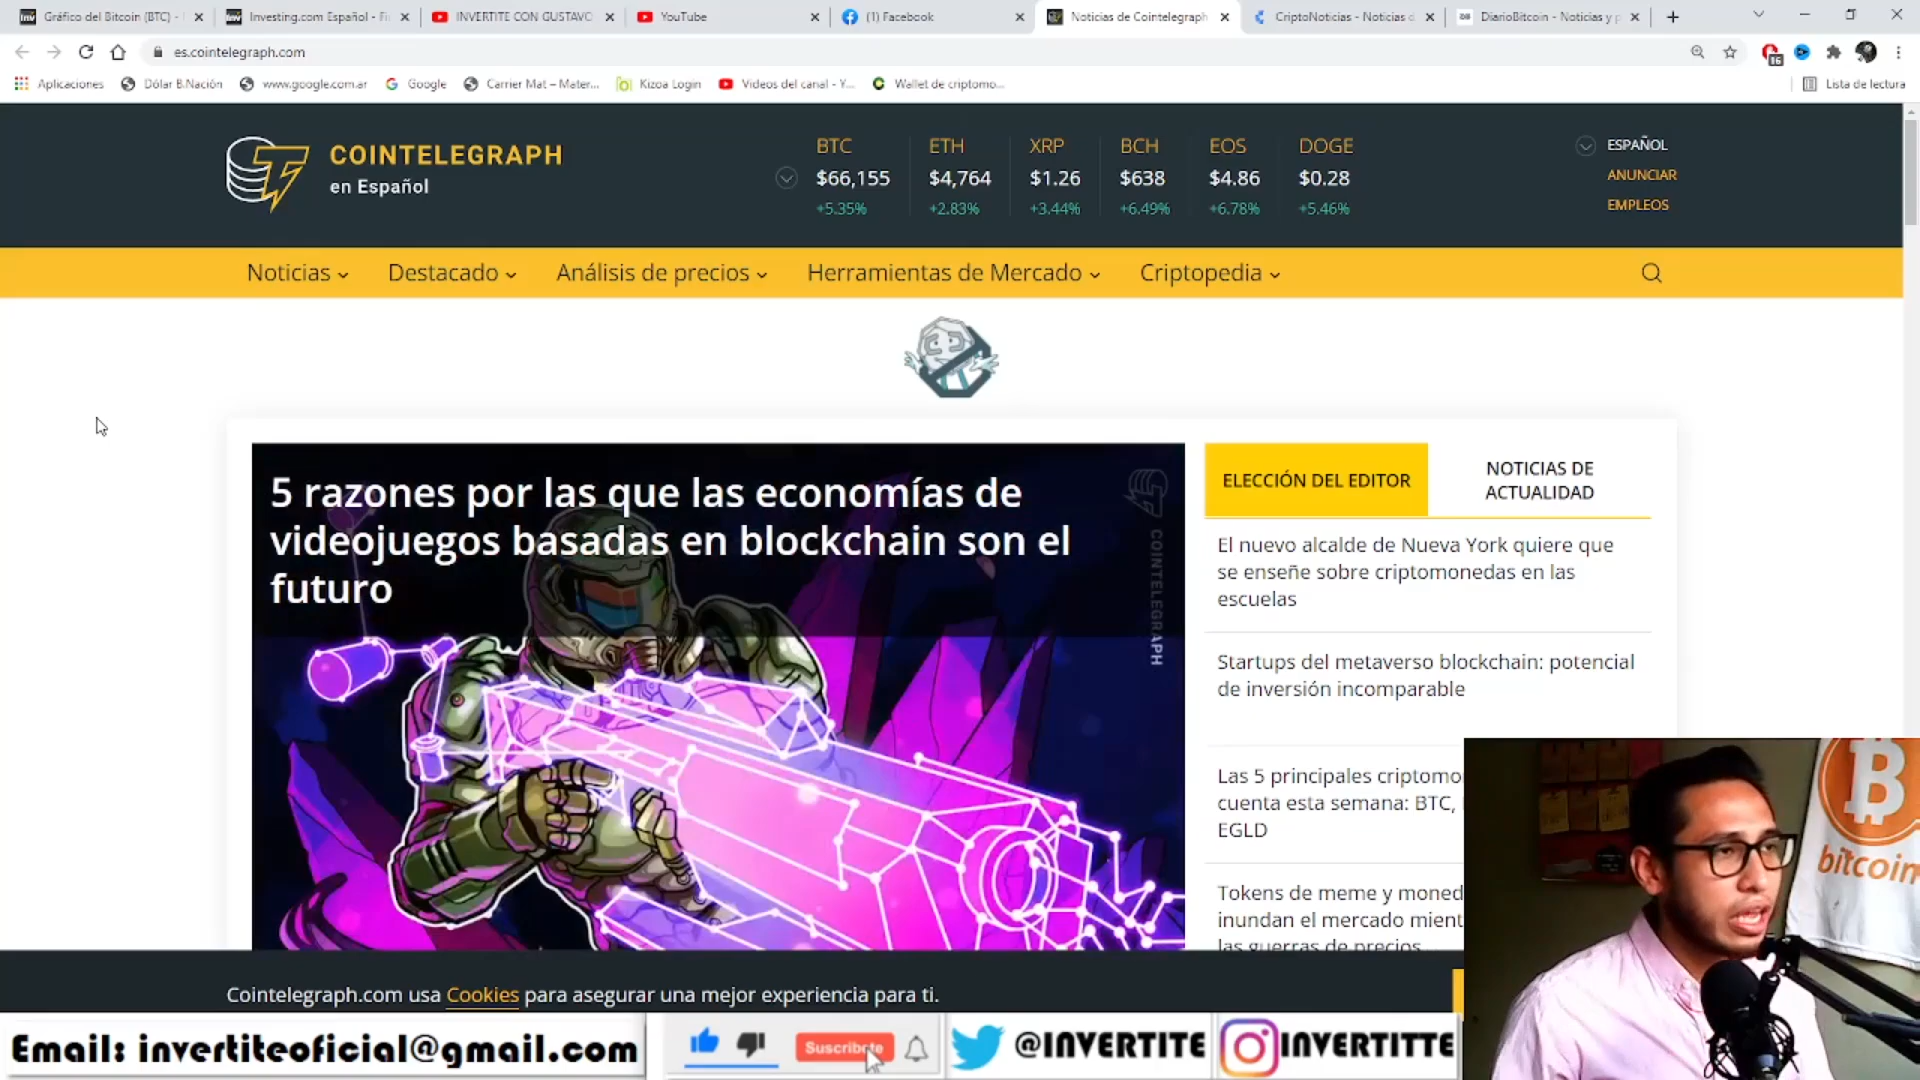 Gráfico del Bitcoin (BTC) -
Investing.com Español - Fi
INVERTITE CON GUSTAVO
YouTube
(1) Facebook
Noticias de Cointelegraph
CriptoNoticias - Noticias d
DiarioBitcoin - Noticias y p
es.cointelegraph.com
16
Aplicaciones
Dólar B.Nación
www.google.com.ar
Google
Carrier Mat – Mater...
Kizoa Login
Videos del canal - Y...
Wallet de criptomo...
Lista de lectura
COINTELEGRAPH
en Español
BTC ETH XRP BCH EOS DOGE
$66,155 $4,764 $1.26 $638 $4.86 $0.28
+5.35% +2.83% +3.44% +6.49% +6.78% +5.46%
ESPAÑOL
ANUNCIAR
EMPLEOS
Noticias Destacado Análisis de precios Herramientas de Mercado Criptopedia
5 razones por las que las economías de
videojuegos basadas en blockchain son el
futuro
COINTELEGRAPH
ELECCIÓN DEL EDITOR
NOTICIAS DE
ACTUALIDAD
El nuevo alcalde de Nueva York quiere que
se enseñe sobre criptomonedas en las
escuelas
Startups del metaverso blockchain: potencial
de inversión incomparable
Las 5 principales criptomo
cuenta esta semana: BTC,
EGLD
Tokens de meme y moned
inundan el mercado mient
las guerras de precios
bitcoin
Cointelegraph.com usa Cookies para asegurar una mejor experiencia para ti.
Email: invertiteoficial@gmail.com
Suscribete
@INVERTITE
INVERTITTE